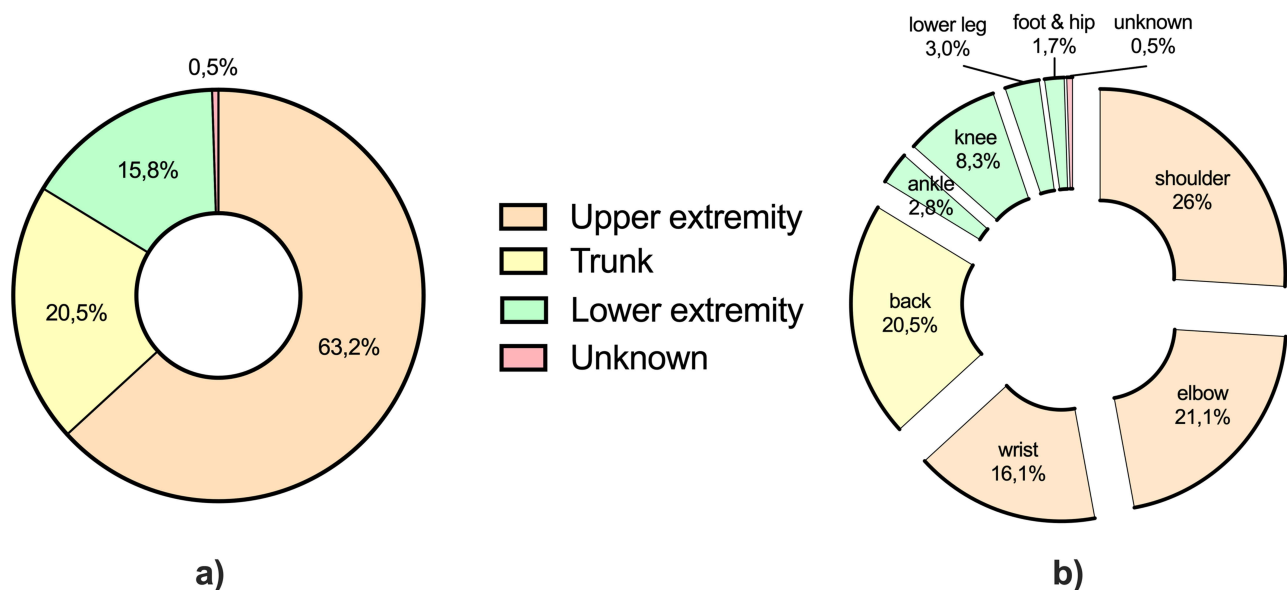 0,5%
15,8%
20,5%
63,2%
a)
Upper extremity
Trunk
Lower extremity
Unknown
lower leg
3,0%
foot & hip
1,7%
unknown
0,5%
knee
8,3%
ankle
2,8%
shoulder
26%
back
20,5%
elbow
21,1%
wrist
16,1%
b)